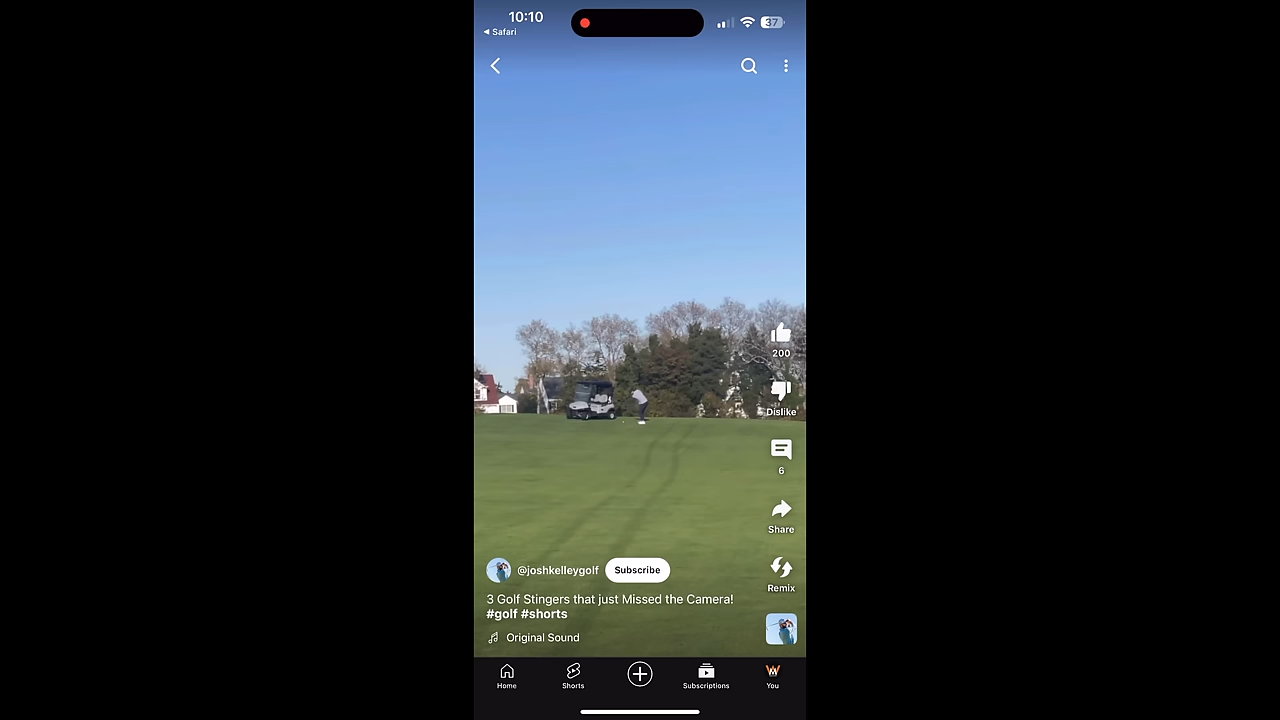 10:10
37
◀ Safari
200
Dislike
6
Share
@joshkelleygolf
Subscribe
Remix
3 Golf Stingers that just Missed the Camera!
#golf #shorts
Original Sound
Home
Shorts
Subscriptions
You